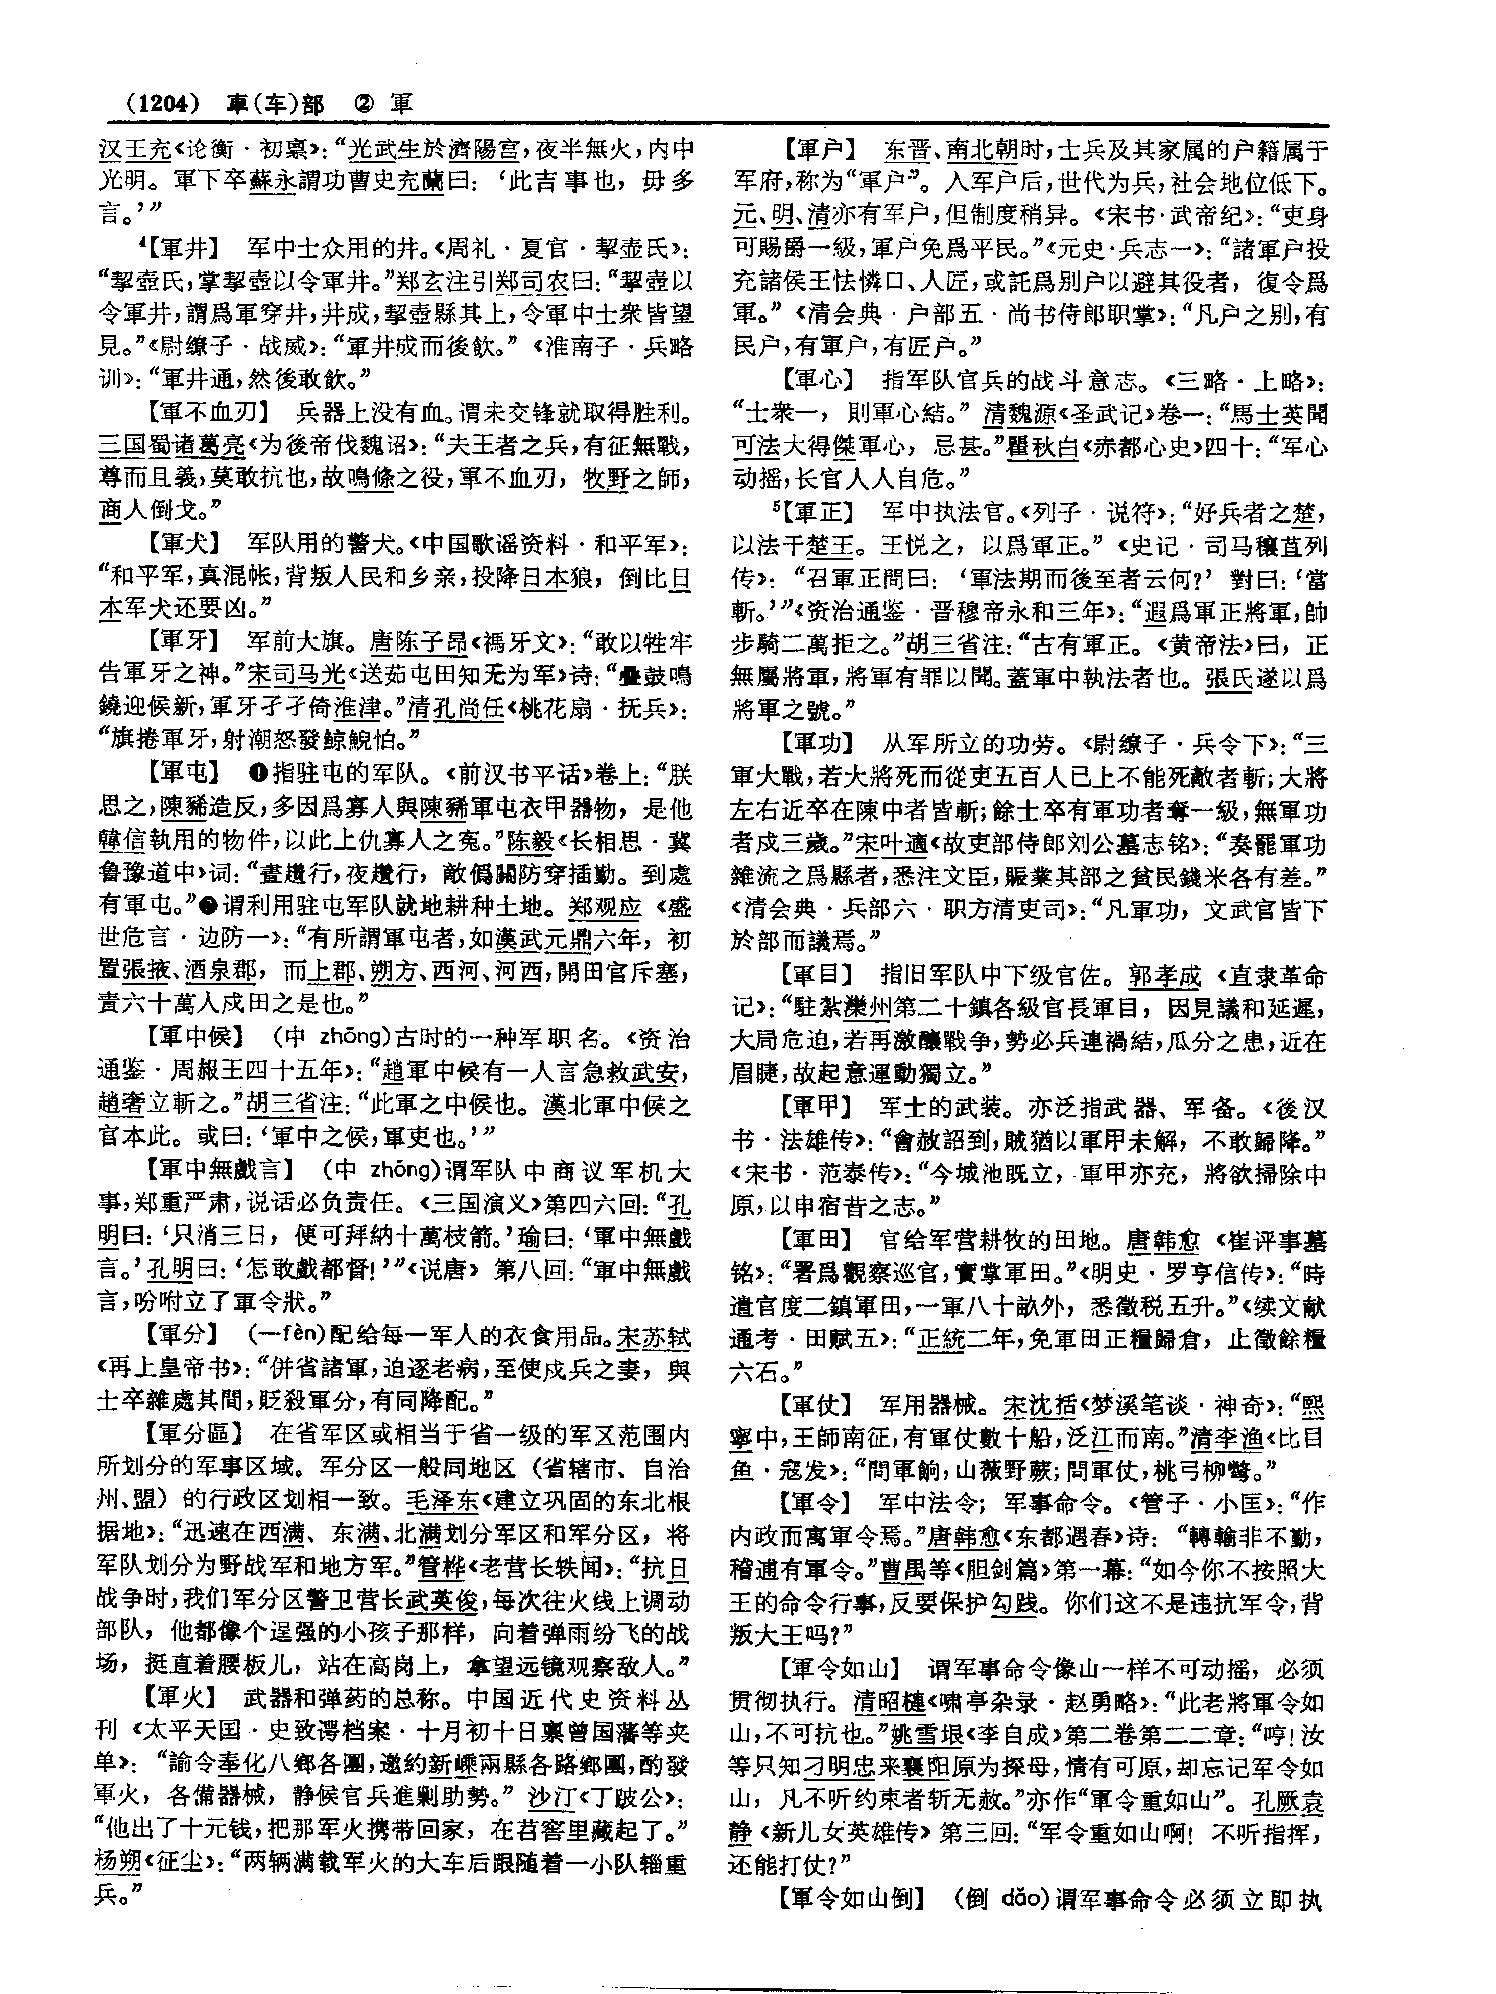 (1204) 車(车)部 ② 軍
汉王充《论衡·初禀》：“光武生於濟陽宫，夜半無火，内中
光明。軍下卒蘇永謂功曹史充蘭曰：‘此吉事也，毋多
言。’”
⁴【軍井】 军中士众用的井。《周礼·夏官·挈壶氏》：
“挈壺氏，掌挈壺以令軍井。”郑玄注引郑司农曰：“挈壺以
令軍井，謂爲軍穿井，井成，挈壺縣其上，令軍中士衆皆望
見。”《尉缭子·战威》：“軍井成而後飲。”《淮南子·兵略
训》：“軍井通，然後敢飲。”
【軍不血刃】 兵器上没有血。谓未交锋就取得胜利。
三国蜀诸葛亮《为後帝伐魏诏》：“夫王者之兵，有征無戰，
尊而且義，莫敢抗也，故鳴條之役，軍不血刃，牧野之師，
商人倒戈。”
【軍犬】 军队用的警犬。《中国歌谣资料·和平军》：
“和平军，真混帐，背叛人民和乡亲，投降日本狼，倒比日
本军犬还要凶。”
【軍牙】 军前大旗。唐陈子昂《禡牙文》：“敢以牲牢
告軍牙之神。”宋司马光《送茹屯田知无为军》诗：“疊鼓鳴
鐃迎候新，軍牙孑孑倚淮津。”清孔尚任《桃花扇·抚兵》：
“旗捲軍牙，射潮怒發鯨鯢怕。”
【軍屯】 ❶指驻屯的军队。《前汉书平话》卷上：“朕
思之，陳豨造反，多因爲寡人與陳豨軍屯衣甲器物，是他
韓信執用的物件，以此上仇寡人之冤。”陈毅《长相思·冀
鲁豫道中》词：“晝趲行，夜趲行，敵僞關防穿插勤。到處
有軍屯。”❷谓利用驻屯军队就地耕种土地。郑观应《盛
世危言·边防一》：“有所謂軍屯者，如漢武元鼎六年，初
置張掖、酒泉郡，而上郡、朔方、西河、河西，開田官斥塞，
責六十萬人戍田之是也。”
【軍中候】 (中 zhōng)古时的一种军职名。《资治
通鉴·周赧王四十五年》：“趙軍中候有一人言急救武安，
趙奢立斬之。”胡三省注：“此軍之中候也。漢北軍中侯之
官本此。或曰：‘軍中之候，軍吏也。’”
【軍中無戲言】 (中 zhōng)谓军队中商议军机大
事，郑重严肃，说话必负责任。《三国演义》第四六回：“孔
明曰：‘只消三日，便可拜納十萬枝箭。’瑜曰：‘軍中無戲
言。’孔明曰：‘怎敢戲都督！’”《说唐》第八回：“軍中無戲
言，吩咐立了軍令狀。”
【軍分】 (—fèn)配给每一军人的衣食用品。宋苏轼
《再上皇帝书》：“併省諸軍，迫逐老病，至使戍兵之妻，與
士卒雜處其間，貶殺軍分，有同降配。”
【軍分區】 在省军区或相当于省一级的军区范围内
所划分的军事区域。军分区一般同地区（省辖市、自治
州、盟）的行政区划相一致。毛泽东《建立巩固的东北根
据地》：“迅速在西满、东满、北满划分军区和军分区，将
军队划分为野战军和地方军。”管桦《老营长轶闻》：“抗日
战争时，我们军分区警卫营长武英俊，每次往火线上调动
部队，他都像个逞强的小孩子那样，向着弹雨纷飞的战
场，挺直着腰板儿，站在高岗上，拿望远镜观察敌人。”
【軍火】 武器和弹药的总称。中国近代史资料丛
刊《太平天国·史致谔档案·十月初十日禀曾国藩等夹
单》：“諭令奉化八鄉各團，邀約新嵊兩縣各路鄉團，酌發
軍火，各備器械，静候官兵進剿助勢。”沙汀《丁跛公》：
“他出了十元钱，把那军火携带回家，在苕窖里藏起了。”
杨朔《征尘》：“两辆满载军火的大车后跟随着一小队辎重
兵。”
【軍户】 东晋、南北朝时，士兵及其家属的户籍属于
军府，称为“軍户”。入军户后，世代为兵，社会地位低下。
元、明、清亦有军户，但制度稍异。《宋书·武帝纪》：“吏身
可賜爵一級，軍户免爲平民。”《元史·兵志一》：“諸軍户投
充諸侯王怯憐口、人匠，或託爲别户以避其役者，復令爲
軍。”《清会典·户部五·尚书侍郎职掌》：“凡户之别，有
民户，有軍户，有匠户。”
【軍心】 指军队官兵的战斗意志。《三略·上略》：
“士衆一，則軍心結。”清魏源《圣武记》卷一：“馬士英聞
可法大得傑軍心，忌甚。”瞿秋白《赤都心史》四十：“军心
动摇，长官人人自危。”
⁵【軍正】 军中执法官。《列子·说符》：“好兵者之楚，
以法干楚王。王悦之，以爲軍正。”《史记·司马穰苴列
传》：“召軍正問曰：‘軍法期而後至者云何？’對曰：‘當
斬。’”《资治通鉴·晋穆帝永和三年》：“遐爲軍正將軍，帥
步騎二萬拒之。”胡三省注：“古有軍正。《黄帝法》曰，正
無屬將軍，將軍有罪以聞。蓋軍中執法者也。張氏遂以爲
將軍之號。”
【軍功】 从军所立的功劳。《尉缭子·兵令下》：“三
軍大戰，若大將死而從吏五百人已上不能死敵者斬；大將
左右近卒在陳中者皆斬；餘士卒有軍功者奪一級，無軍功
者戍三歲。”宋叶適《故吏部侍郎刘公墓志铭》：“奏罷軍功
雜流之爲縣者，悉注文臣，賑業其部之貧民錢米各有差。”
《清会典·兵部六·职方清吏司》：“凡軍功，文武官皆下
於部而議焉。”
【軍目】 指旧军队中下级官佐。郭孝成《直隶革命
记》：“駐紮灤州第二十鎮各級官長軍目，因見議和延遲，
大局危迫，若再激釀戰争，勢必兵連禍結，瓜分之患，近在
眉睫，故起意運動獨立。”
【軍甲】 军士的武装。亦泛指武器、军备。《後汉
书·法雄传》：“會赦詔到，賊猶以軍甲未解，不敢歸降。”
《宋书·范泰传》：“今城池既立，軍甲亦充，將欲掃除中
原，以申宿昔之志。”
【軍田】 官给军营耕牧的田地。唐韩愈《崔评事墓
铭》：“署爲觀察巡官，實掌軍田。”《明史·罗亨信传》：“時
遣官度二鎮軍田，一軍八十畝外，悉徵税五升。”《续文献
通考·田赋五》：“正統二年，免軍田正糧歸倉，止徵餘糧
六石。”
【軍仗】 军用器械。宋沈括《梦溪笔谈·神奇》：“熙
寧中，王師南征，有軍仗數十船，泛江而南。”清李渔《比目
鱼·寇发》：“問軍餉，山薇野蕨；問軍仗，桃弓柳彎。”
【軍令】 军中法令；军事命令。《管子·小匡》：“作
内政而寓軍令焉。”唐韩愈《东都遇春》诗：“轉輸非不勤，
稽逋有軍令。”曹禺等《胆剑篇》第一幕：“如今你不按照大
王的命令行事，反要保护勾践。你们这不是违抗军令，背
叛大王吗？”
【軍令如山】 谓军事命令像山一样不可动摇，必须
贯彻执行。清昭梿《啸亭杂录·赵勇略》：“此老將軍令如
山，不可抗也。”姚雪垠《李自成》第二卷第二二章：“哼！汝
等只知刁明忠来襄阳原为探母，情有可原，却忘记军令如
山，凡不听约束者斩无赦。”亦作“軍令重如山”。孔厥袁
静《新儿女英雄传》第三回：“军令重如山啊！不听指挥，
还能打仗？”
【軍令如山倒】 (倒 dǎo)谓军事命令必须立即执